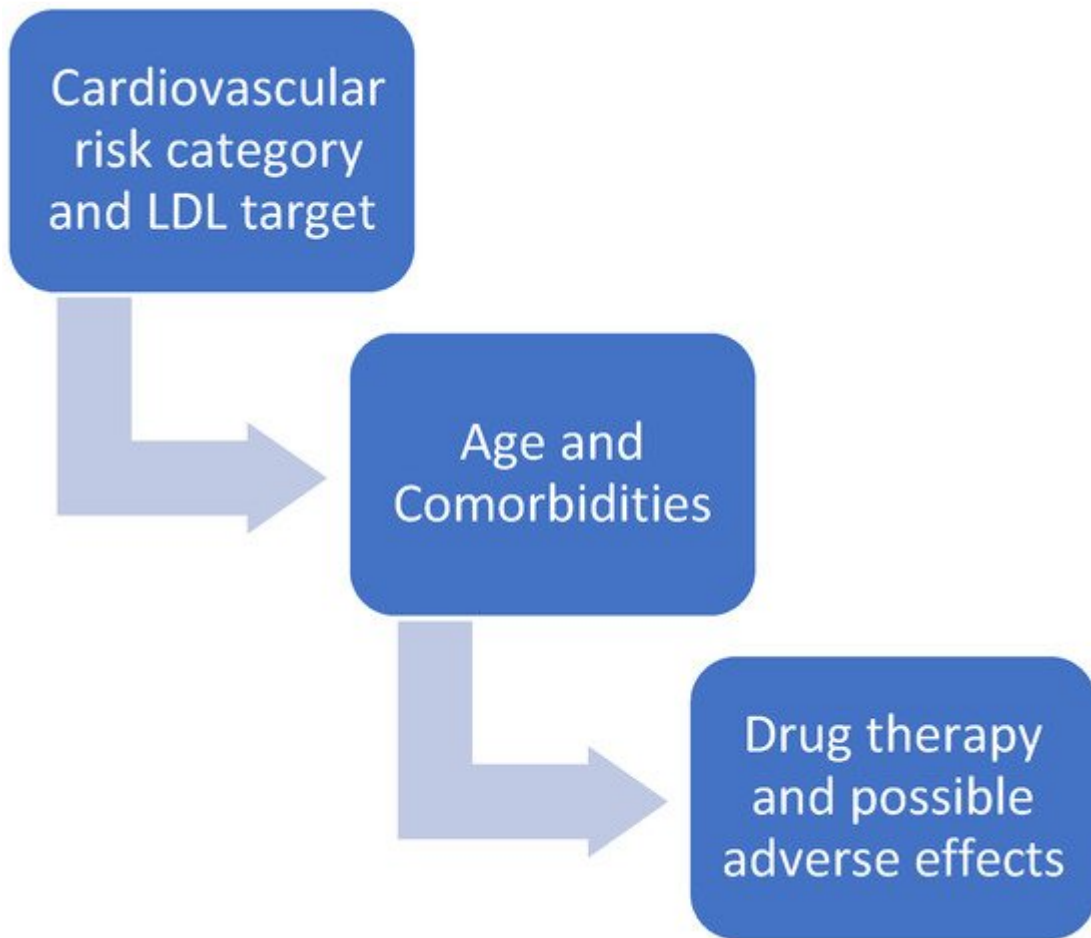 Cardiovascular
risk category
and LDL target
Age and
Comorbidities
Drug therapy
and possible
adverse effects